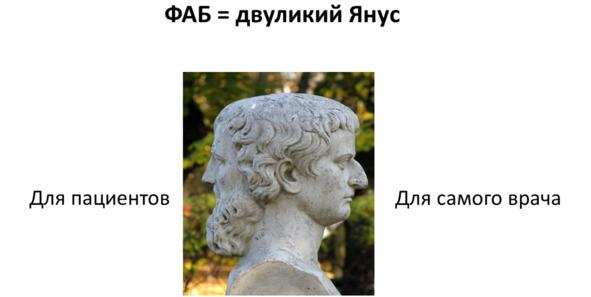 ФАБ = двуликий Янус
Для пациентов
Для самого врача